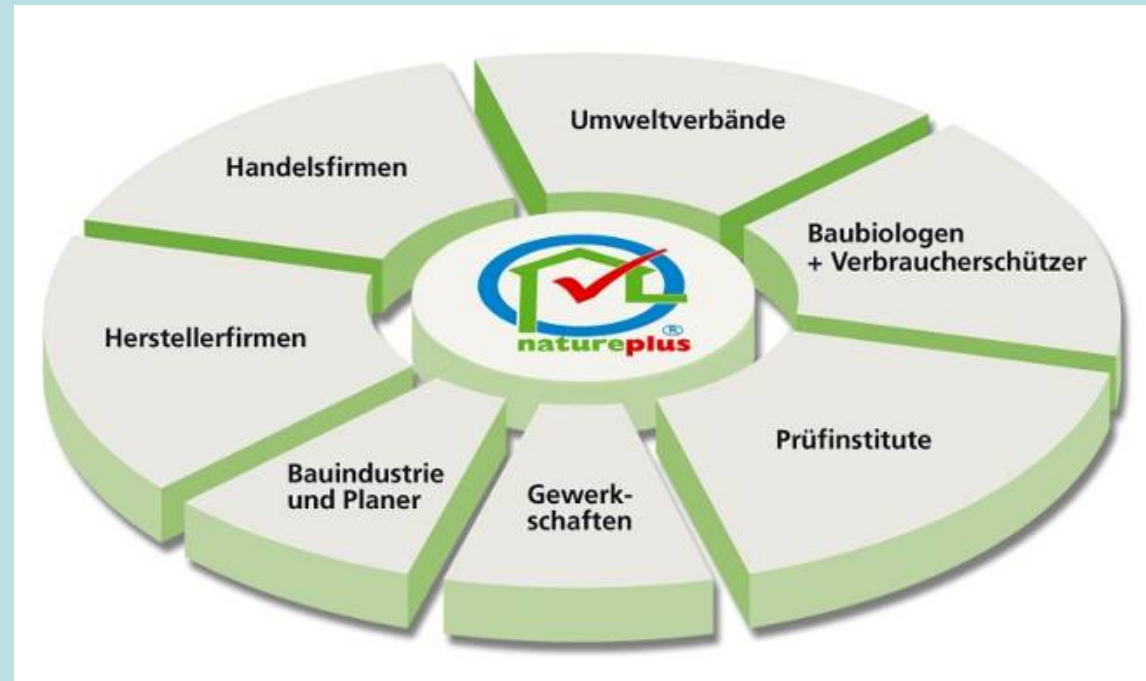 Umweltverbände
Handelsfirmen
Baubiologen
+ Verbraucherschützer
natureplus®
Herstellerfirmen
Prüfinstitute
Bauindustrie
und Planer
Gewerk-
schaften